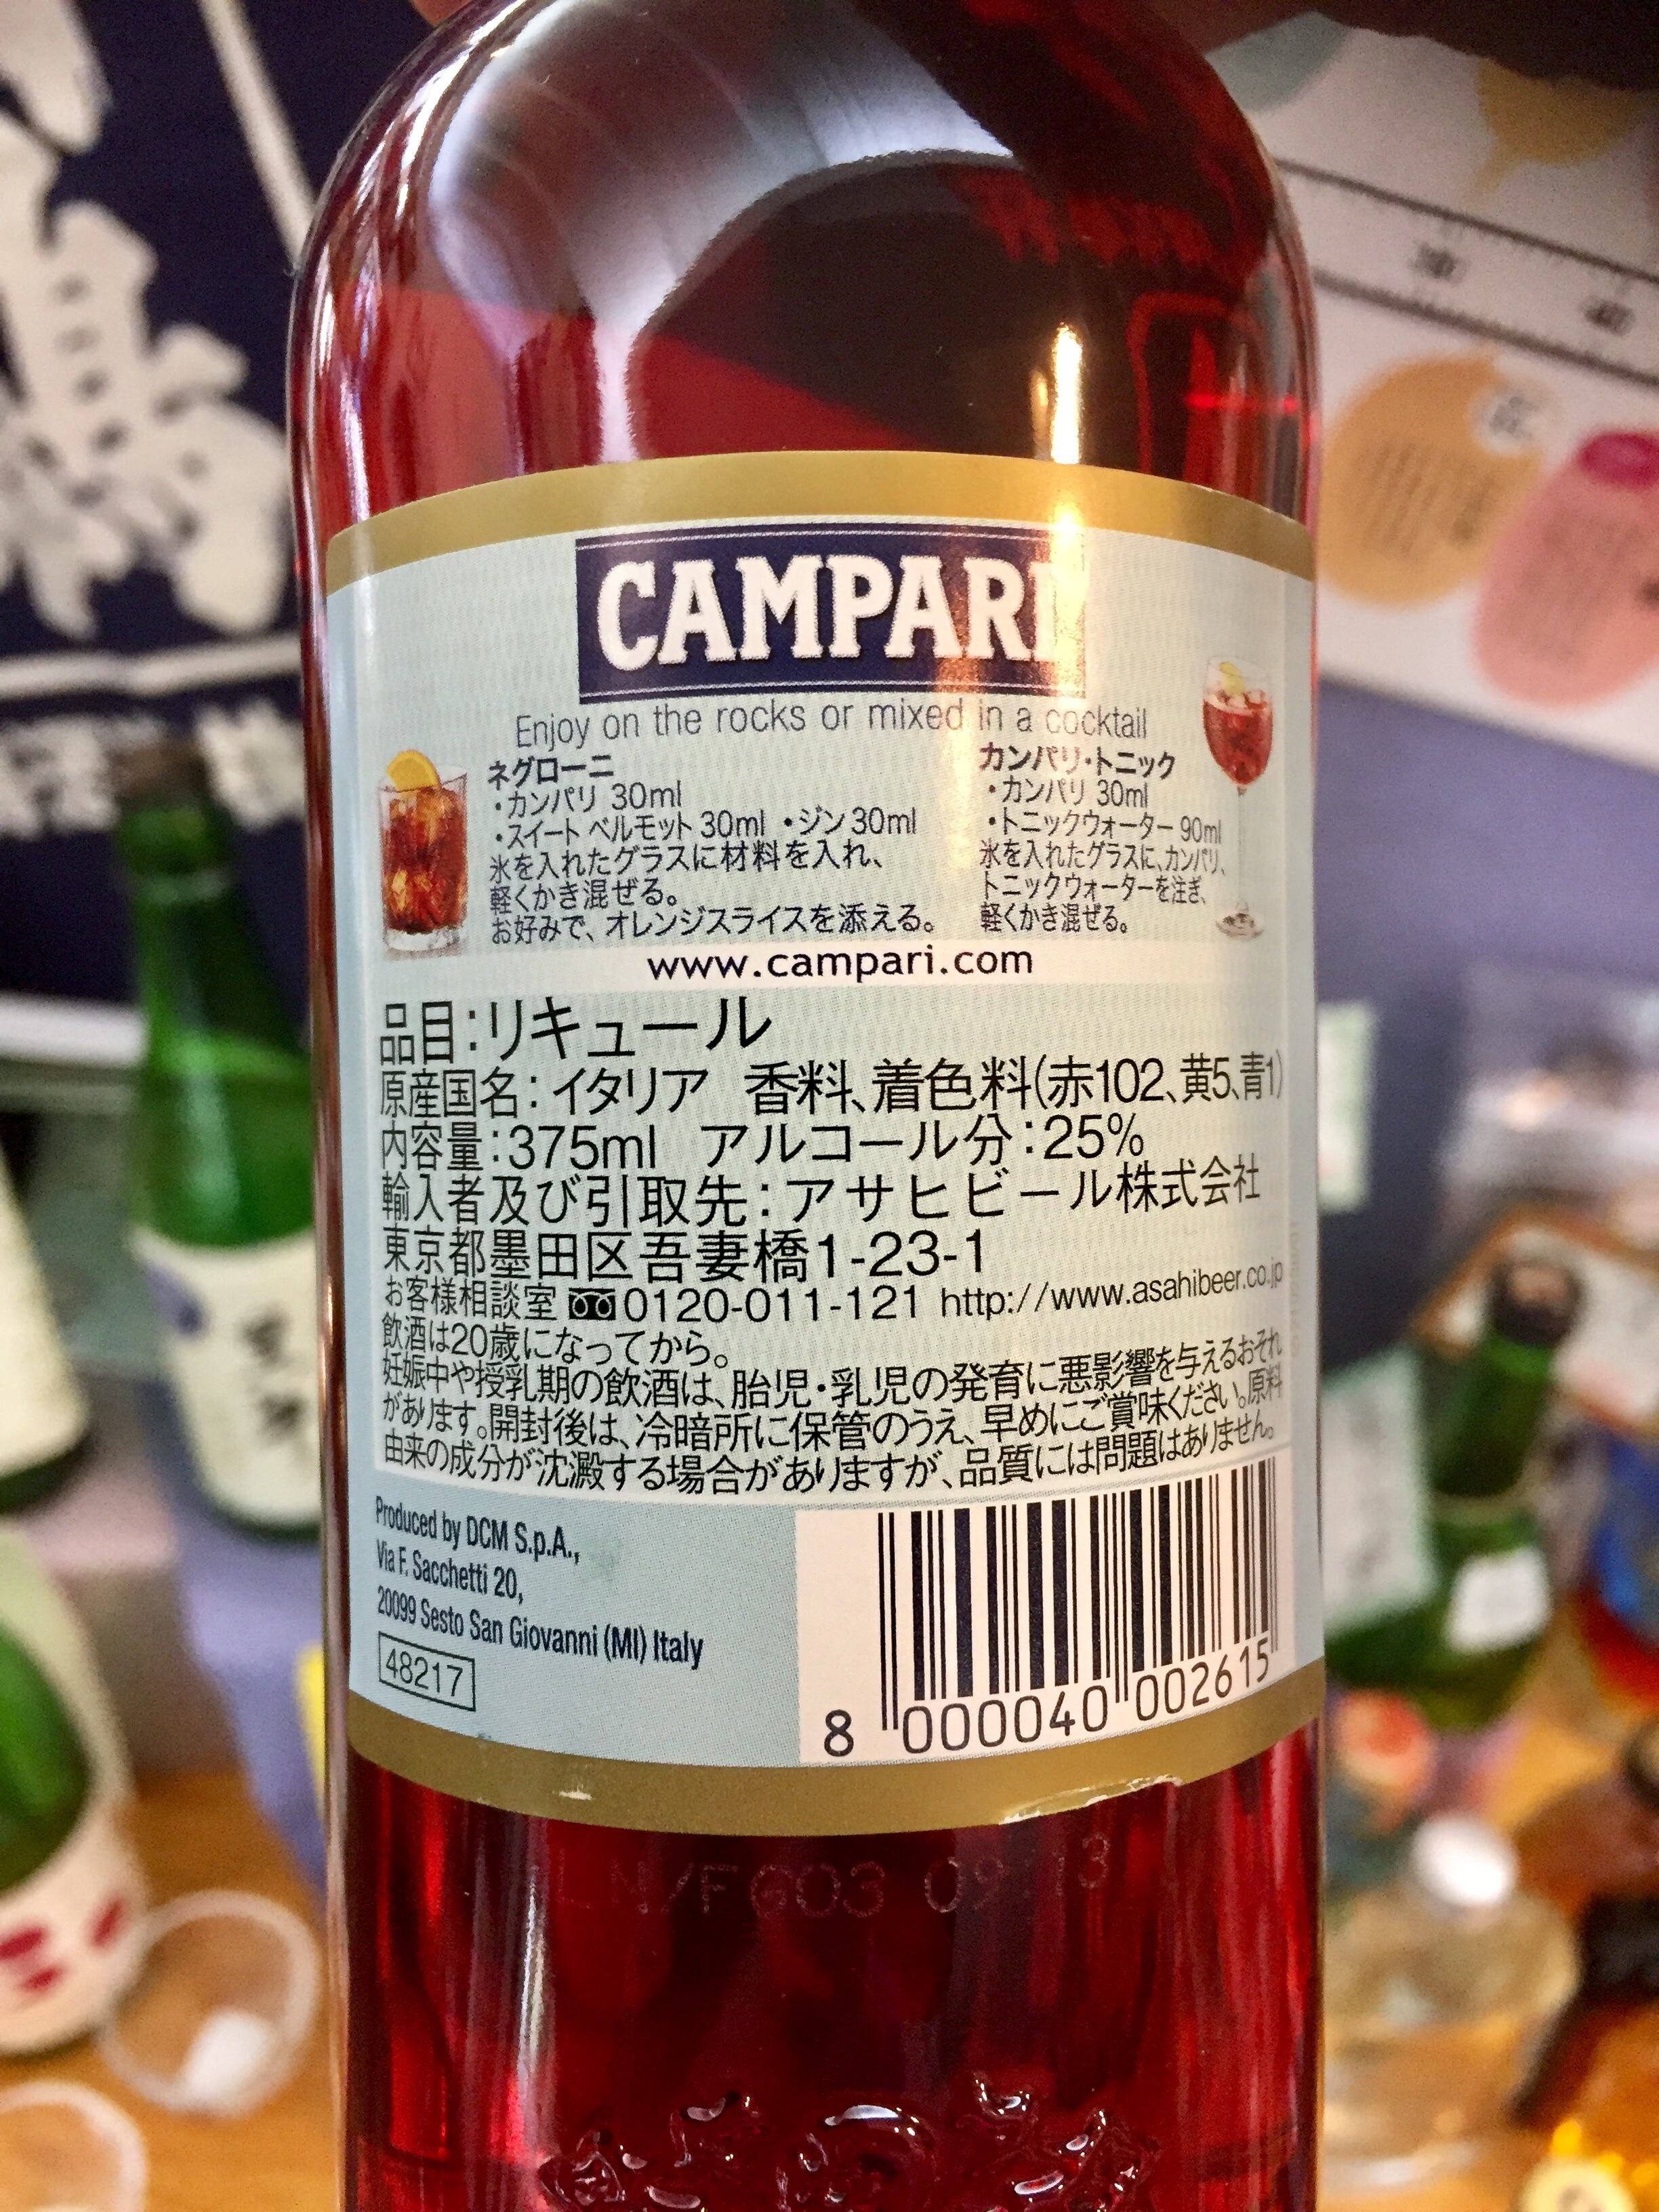 CAMPARI
Enjoy on the rocks or mixed in a cocktail
ネグローニ
・カンパリ 30ml
・スイート ベルモット 30ml ・ジン 30ml
氷を入れたグラスに材料を入れ、
軽くかき混ぜる。
お好みで、オレンジスライスを添える。
カンパリ・トニック
・カンパリ 30ml
・トニックウォーター 90ml
氷を入れたグラスに、カンパリ、
トニックウォーターを注ぎ、
軽くかき混ぜる。
www.campari.com
品目：リキュール
原産国名：イタリア 香料、着色料(赤102、黄5、青1)
内容量：375ml アルコール分：25%
輸入者及び引取先：アサヒビール株式会社
東京都墨田区吾妻橋1-23-1
お客様相談室 0120-011-121 http://www.asahibeer.co.jp
飲酒は20歳になってから。
妊娠中や授乳期の飲酒は、胎児・乳児の発育に悪影響を与えるおそれ
があります。開封後は、冷暗所に保管のうえ、早めにご賞味ください。原料
由来の成分が沈澱する場合がありますが、品質には問題はありません。
Produced by DCM S.p.A.,
Via F. Sacchetti 20,
20099 Sesto San Giovanni (MI) Italy
48217
8 000040 002615
30
40